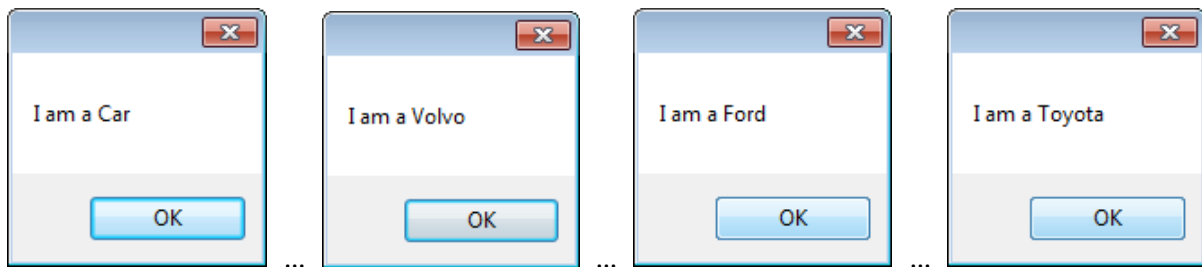 I am a Car
OK
...
I am a Volvo
OK
...
I am a Ford
OK
...
I am a Toyota
OK